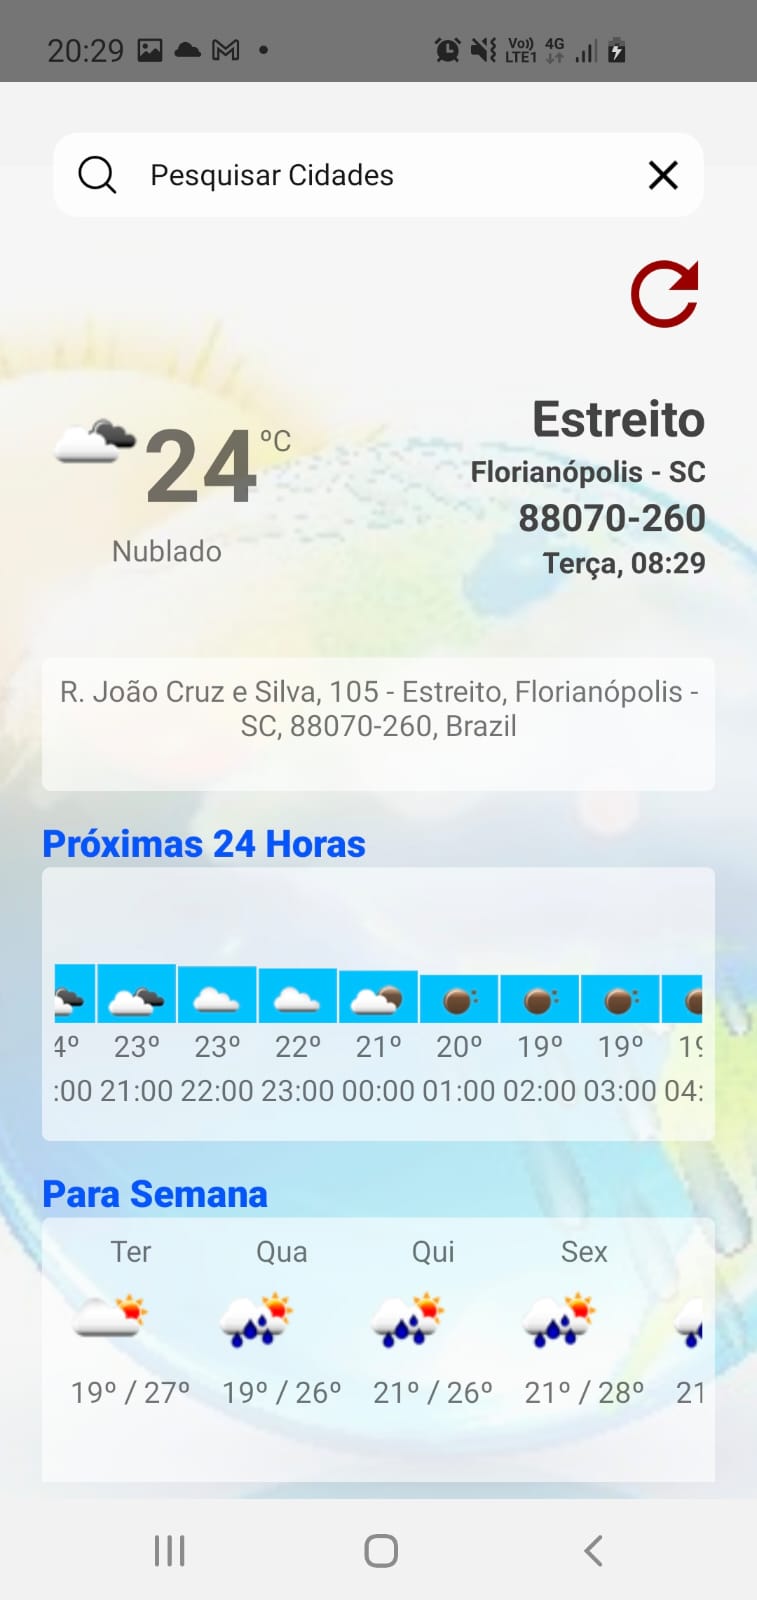 20:29
Vo)) 4G
LTE1
Pesquisar Cidades
24 ºC
Nublado
Estreito
Florianópolis - SC
88070-260
Terça, 08:29
R. João Cruz e Silva, 105 - Estreito, Florianópolis -
SC, 88070-260, Brazil
Próximas 24 Horas
4º 23º 23º 22º 21º 20º 19º 19º 19
:00 21:00 22:00 23:00 00:00 01:00 02:00 03:00 04:
Para Semana
Ter Qua Qui Sex
19º / 27º 19º / 26º 21º / 26º 21º / 28º 21